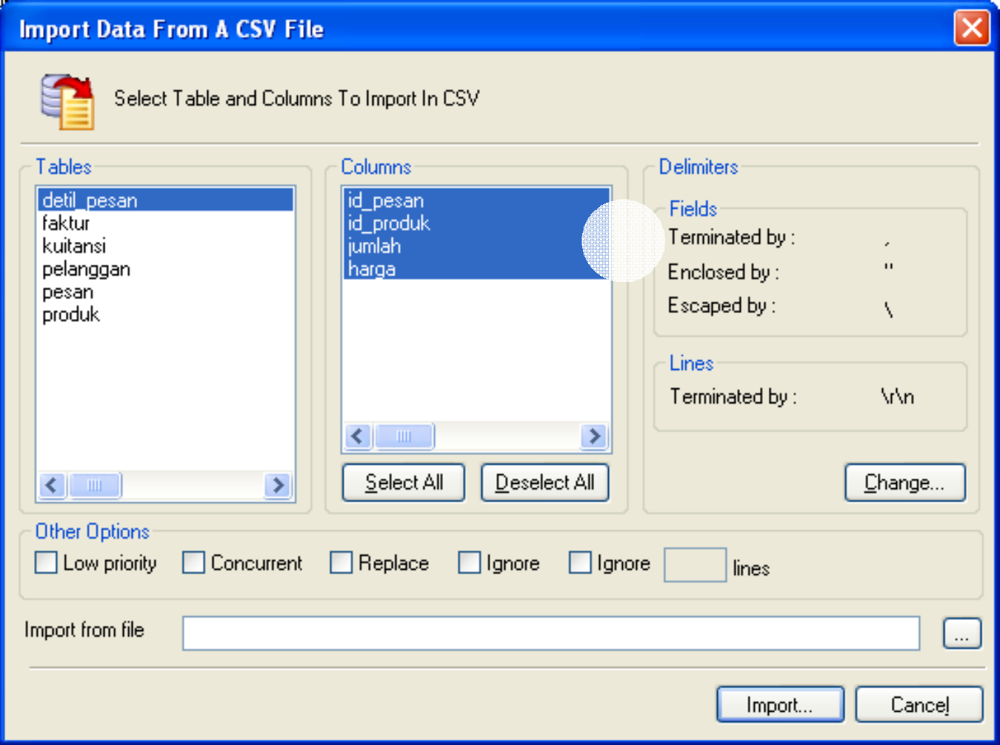 Import Data From A CSV File
Select Table and Columns To Import In CSV
Tables
detil_pesan
faktur
kuitansi
pelanggan
pesan
produk
Columns
id_pesan
id_produk
jumlah
harga
Select All
Deselect All
Delimiters
Fields
Terminated by : ,
Enclosed by : "
Escaped by : \
Lines
Terminated by : \r\n
Change...
Other Options
Low priority Concurrent Replace Ignore Ignore lines
Import from file ...
Import... Cancel